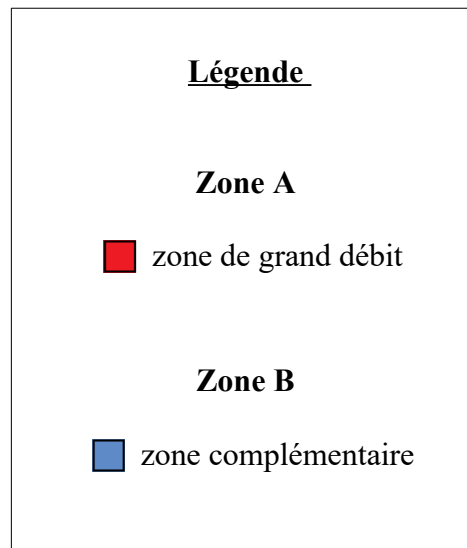 Légende
Zone A
zone de grand débit
Zone B
zone complémentaire